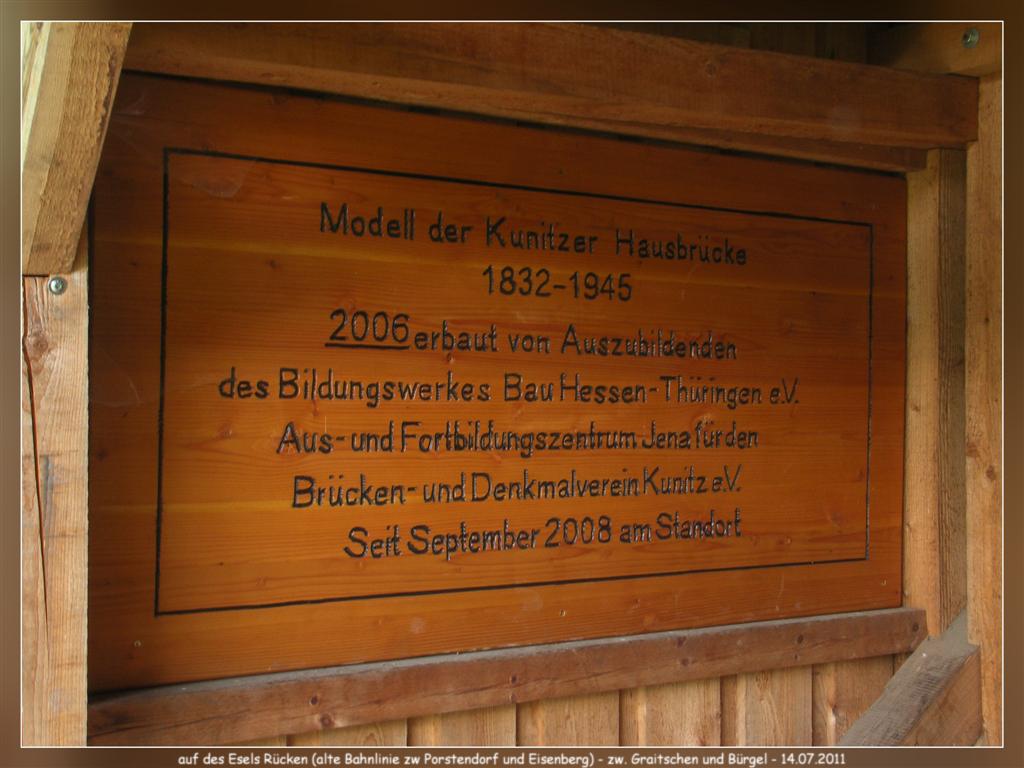 Modell der Kunitzer Hausbrücke
1832-1945
2006 erbaut von Auszubildenden
des Bildungswerkes Bau Hessen-Thüringen e.V.
Aus- und Fortbildungszentrum Jena für den
Brücken- und Denkmalverein Kunitz e.V.
Seit September 2008 am Standort
auf des Esels Rücken (alte Bahnlinie zw Porstendorf und Eisenberg) - zw. Graitschen und Bürgel - 14.07.2011